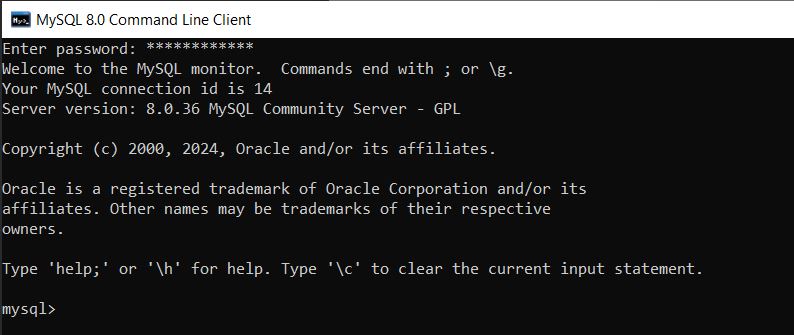 MySQL 8.0 Command Line Client
Enter password: ************
Welcome to the MySQL monitor.  Commands end with ; or \g.
Your MySQL connection id is 14
Server version: 8.0.36 MySQL Community Server - GPL
Copyright (c) 2000, 2024, Oracle and/or its affiliates.
Oracle is a registered trademark of Oracle Corporation and/or its
affiliates. Other names may be trademarks of their respective
owners.
Type 'help;' or '\h' for help. Type '\c' to clear the current input statement.
mysql>